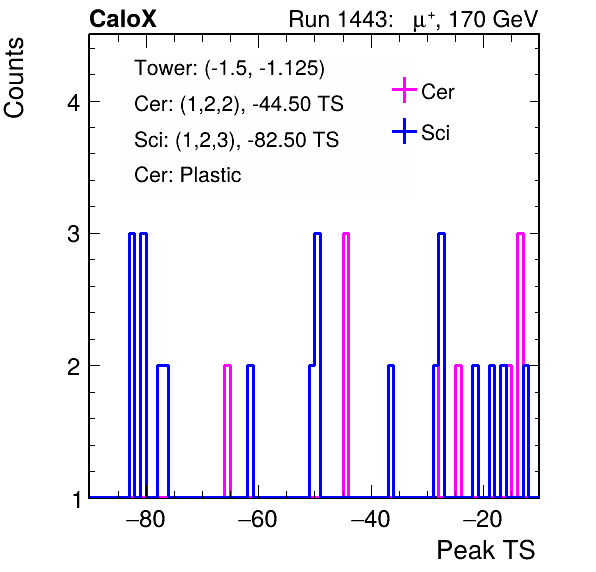 CaloX Run 1443: μ⁺, 170 GeV
Counts
Tower: (-1.5, -1.125)
Cer: (1,2,2), -44.50 TS
Sci: (1,2,3), -82.50 TS
Cer: Plastic
Cer
Sci
4
3
2
1
−80 −60 −40 −20
Peak TS